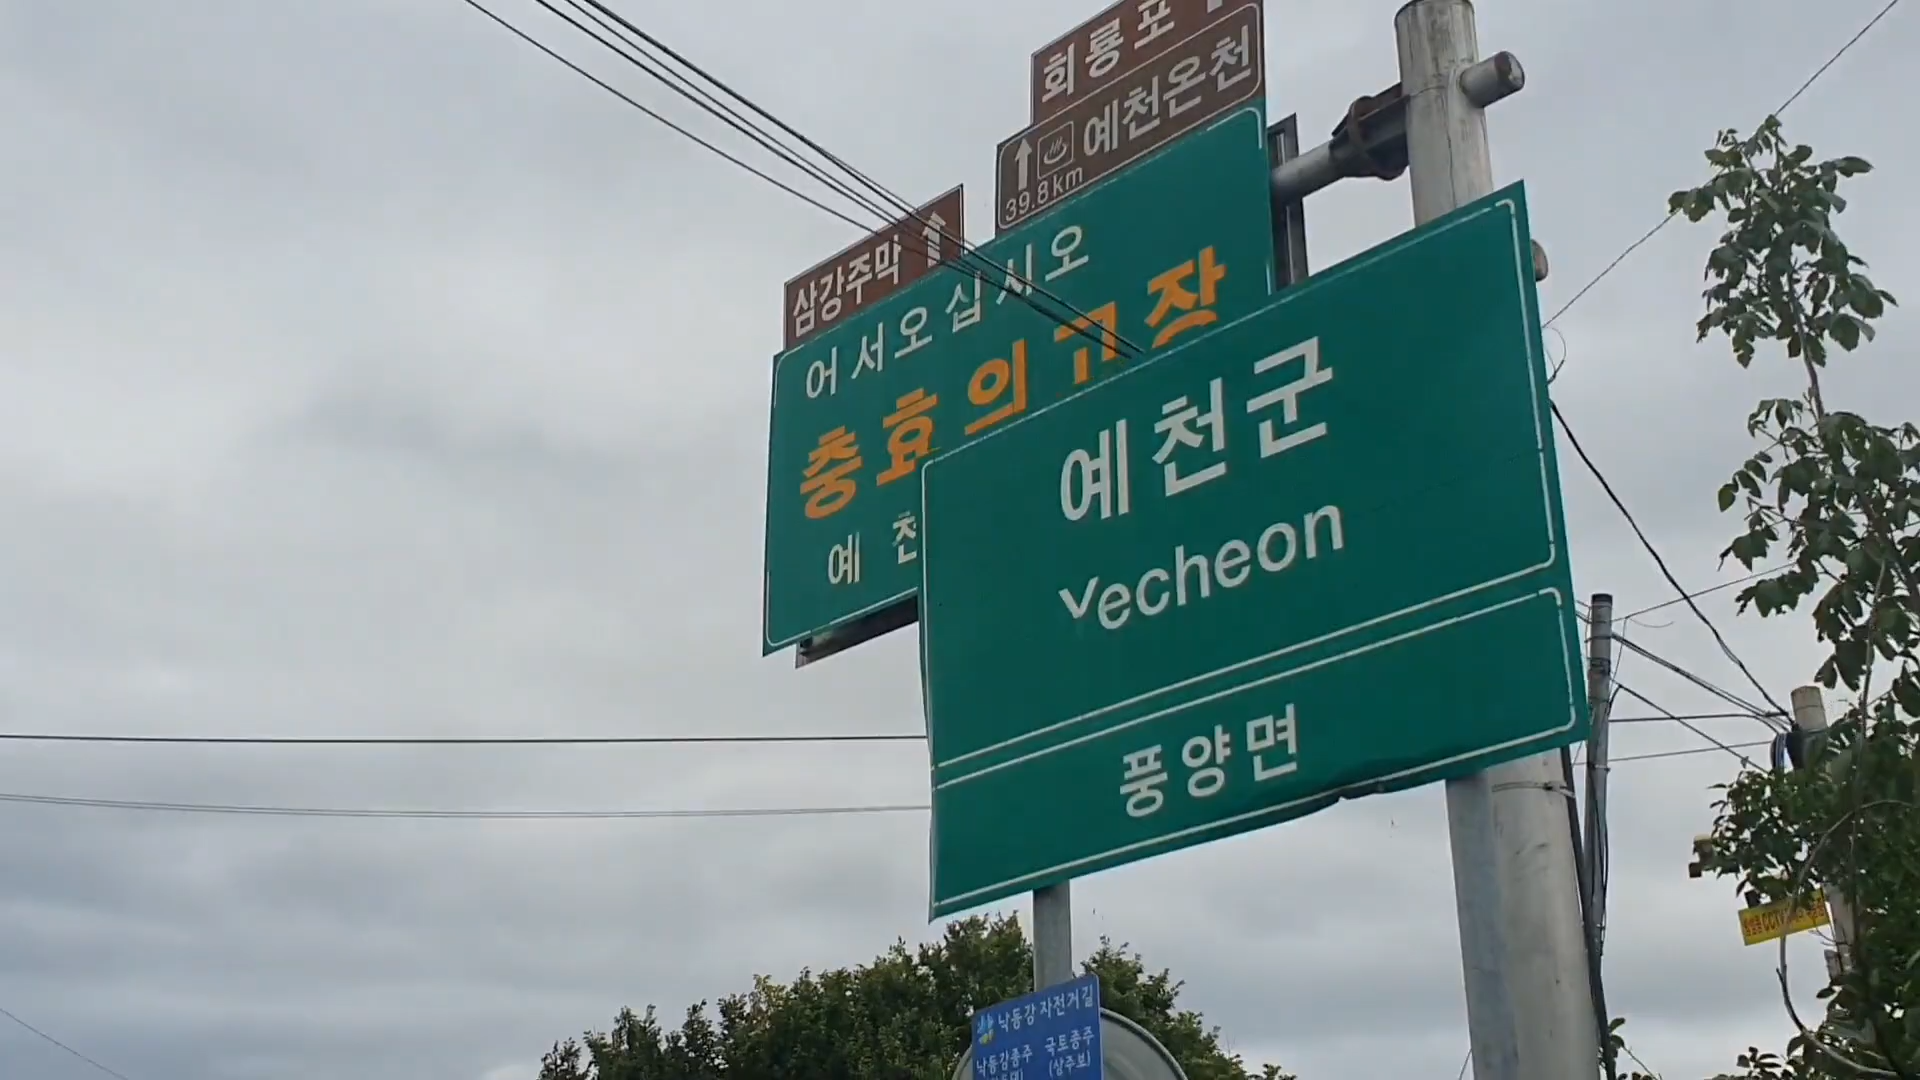 회룡포
예천온천
39.8km
삼강주막
어서오십시오
충효의 고장
예천
예천군
Yecheon
풍양면
낙동강 자전거길
낙동강종주 국토종주
(상주보)
CCTV